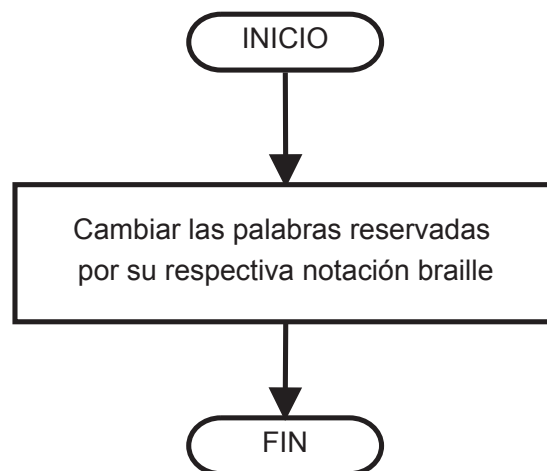 INICIO
Cambiar las palabras reservadas
por su respectiva notación braille
FIN